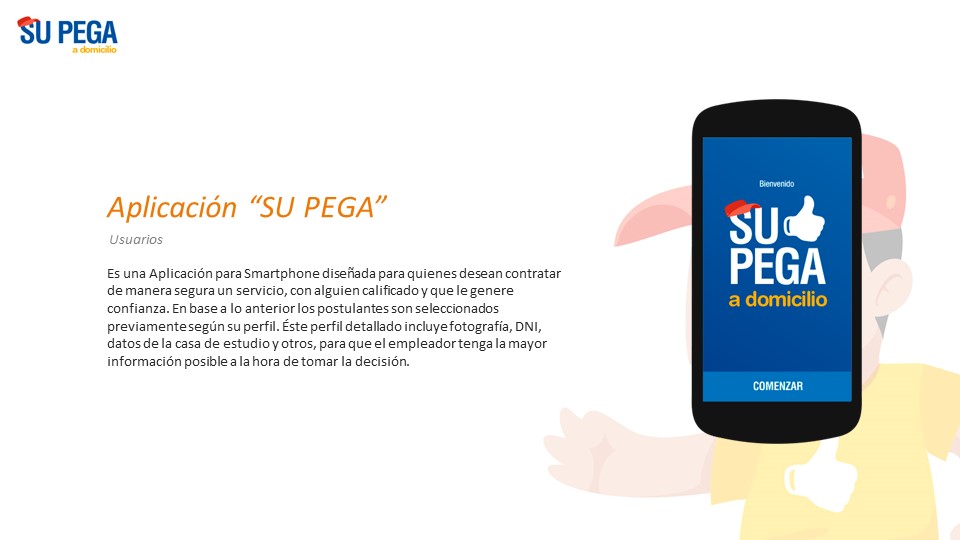 SU PEGA
a domicilio
Aplicación “SU PEGA”
Usuarios
Es una Aplicación para Smartphone diseñada para quienes desean contratar
de manera segura un servicio, con alguien calificado y que le genere
confianza. En base a lo anterior los postulantes son seleccionados
previamente según su perfil. Éste perfil detallado incluye fotografía, DNI,
datos de la casa de estudio y otros, para que el empleador tenga la mayor
información posible a la hora de tomar la decisión.
Bienvenido
SU
PEGA
a domicilio
COMENZAR